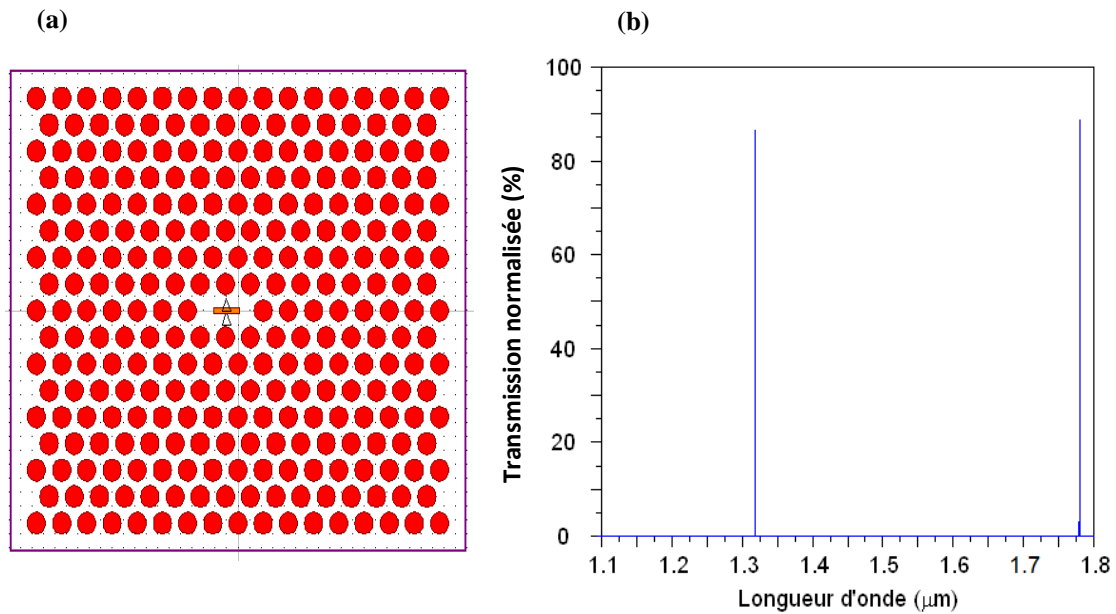 (a)
(b)
Transmission normalisée (%)
100
80
60
40
20
0
1.1 1.2 1.3 1.4 1.5 1.6 1.7 1.8
Longueur d'onde (μm)